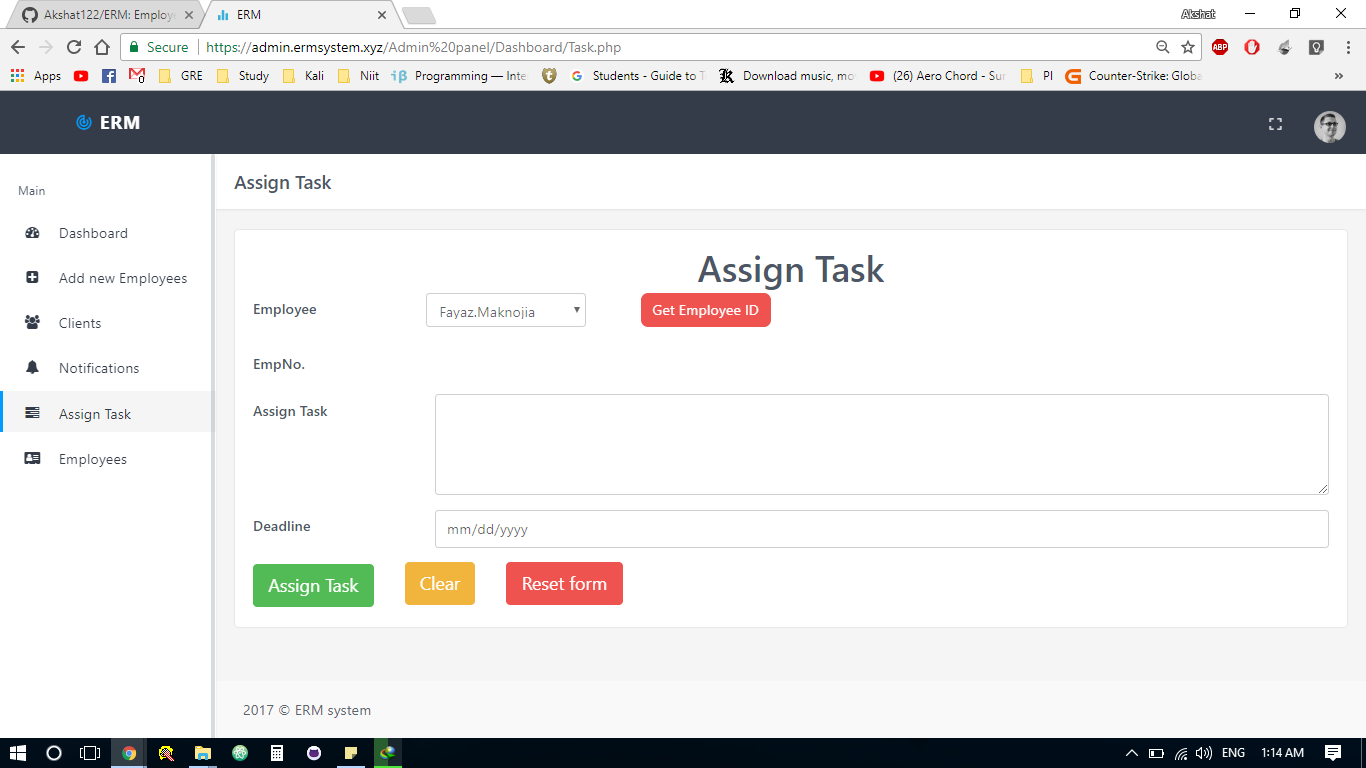 Akshat122/ERM: Employe
ERM
Akshat
Secure
https://admin.ermsystem.xyz/Admin%20panel/Dashboard/Task.php
Apps
GRE
Study
Kali
Niit
Programming — Inte
Students - Guide to T
Download music, mo
(26) Aero Chord - Sur
PI
Counter-Strike: Globa
»
ABP
ERM
Main
Dashboard
Add new Employees
Clients
Notifications
Assign Task
Employees
Assign Task
Assign Task
Employee
Fayaz.Maknojia
Get Employee ID
EmpNo.
Assign Task
Deadline
mm/dd/yyyy
Assign Task
Clear
Reset form
2017 © ERM system
ENG
1:14 AM